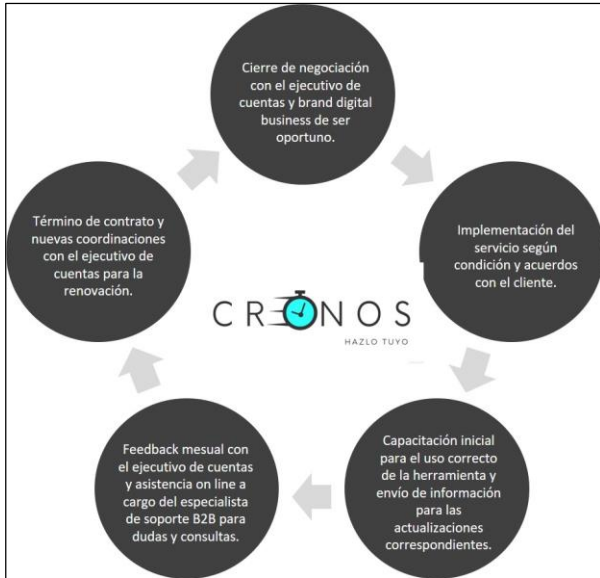 Cierre de negociación
con el ejecutivo de
cuentas y brand digital
business de ser
oportuno.
Implementación del
servicio según
condición y acuerdos
con el cliente.
Capacitación inicial
para el uso correcto
de la herramienta y
envío de información
para las
actualizaciones
correspondientes.
Feedback mesual con
el ejecutivo de cuentas
y asistencia on line a
cargo del especialista
de soporte B2B para
dudas y consultas.
Término de contrato y
nuevas coordinaciones
con el ejecutivo de
cuentas para la
renovación.
CRONOS
HAZLO TUYO